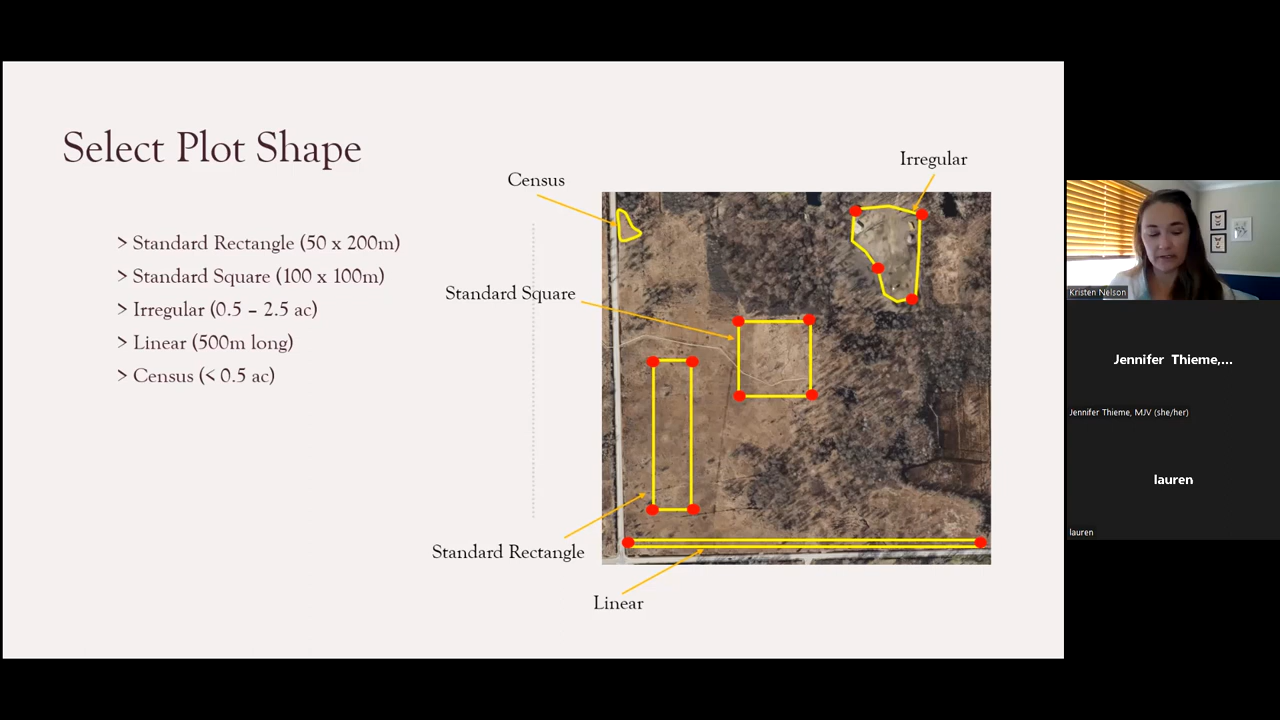 Select Plot Shape
> Standard Rectangle (50 x 200m)
> Standard Square (100 x 100m)
> Irregular (0.5 – 2.5 ac)
> Linear (500m long)
> Census (< 0.5 ac)
Census
Irregular
Standard Square
Standard Rectangle
Linear
Kristen Nelson
Jennifer Thieme,...
Jennifer Thieme, MJV (she/her)
lauren
lauren